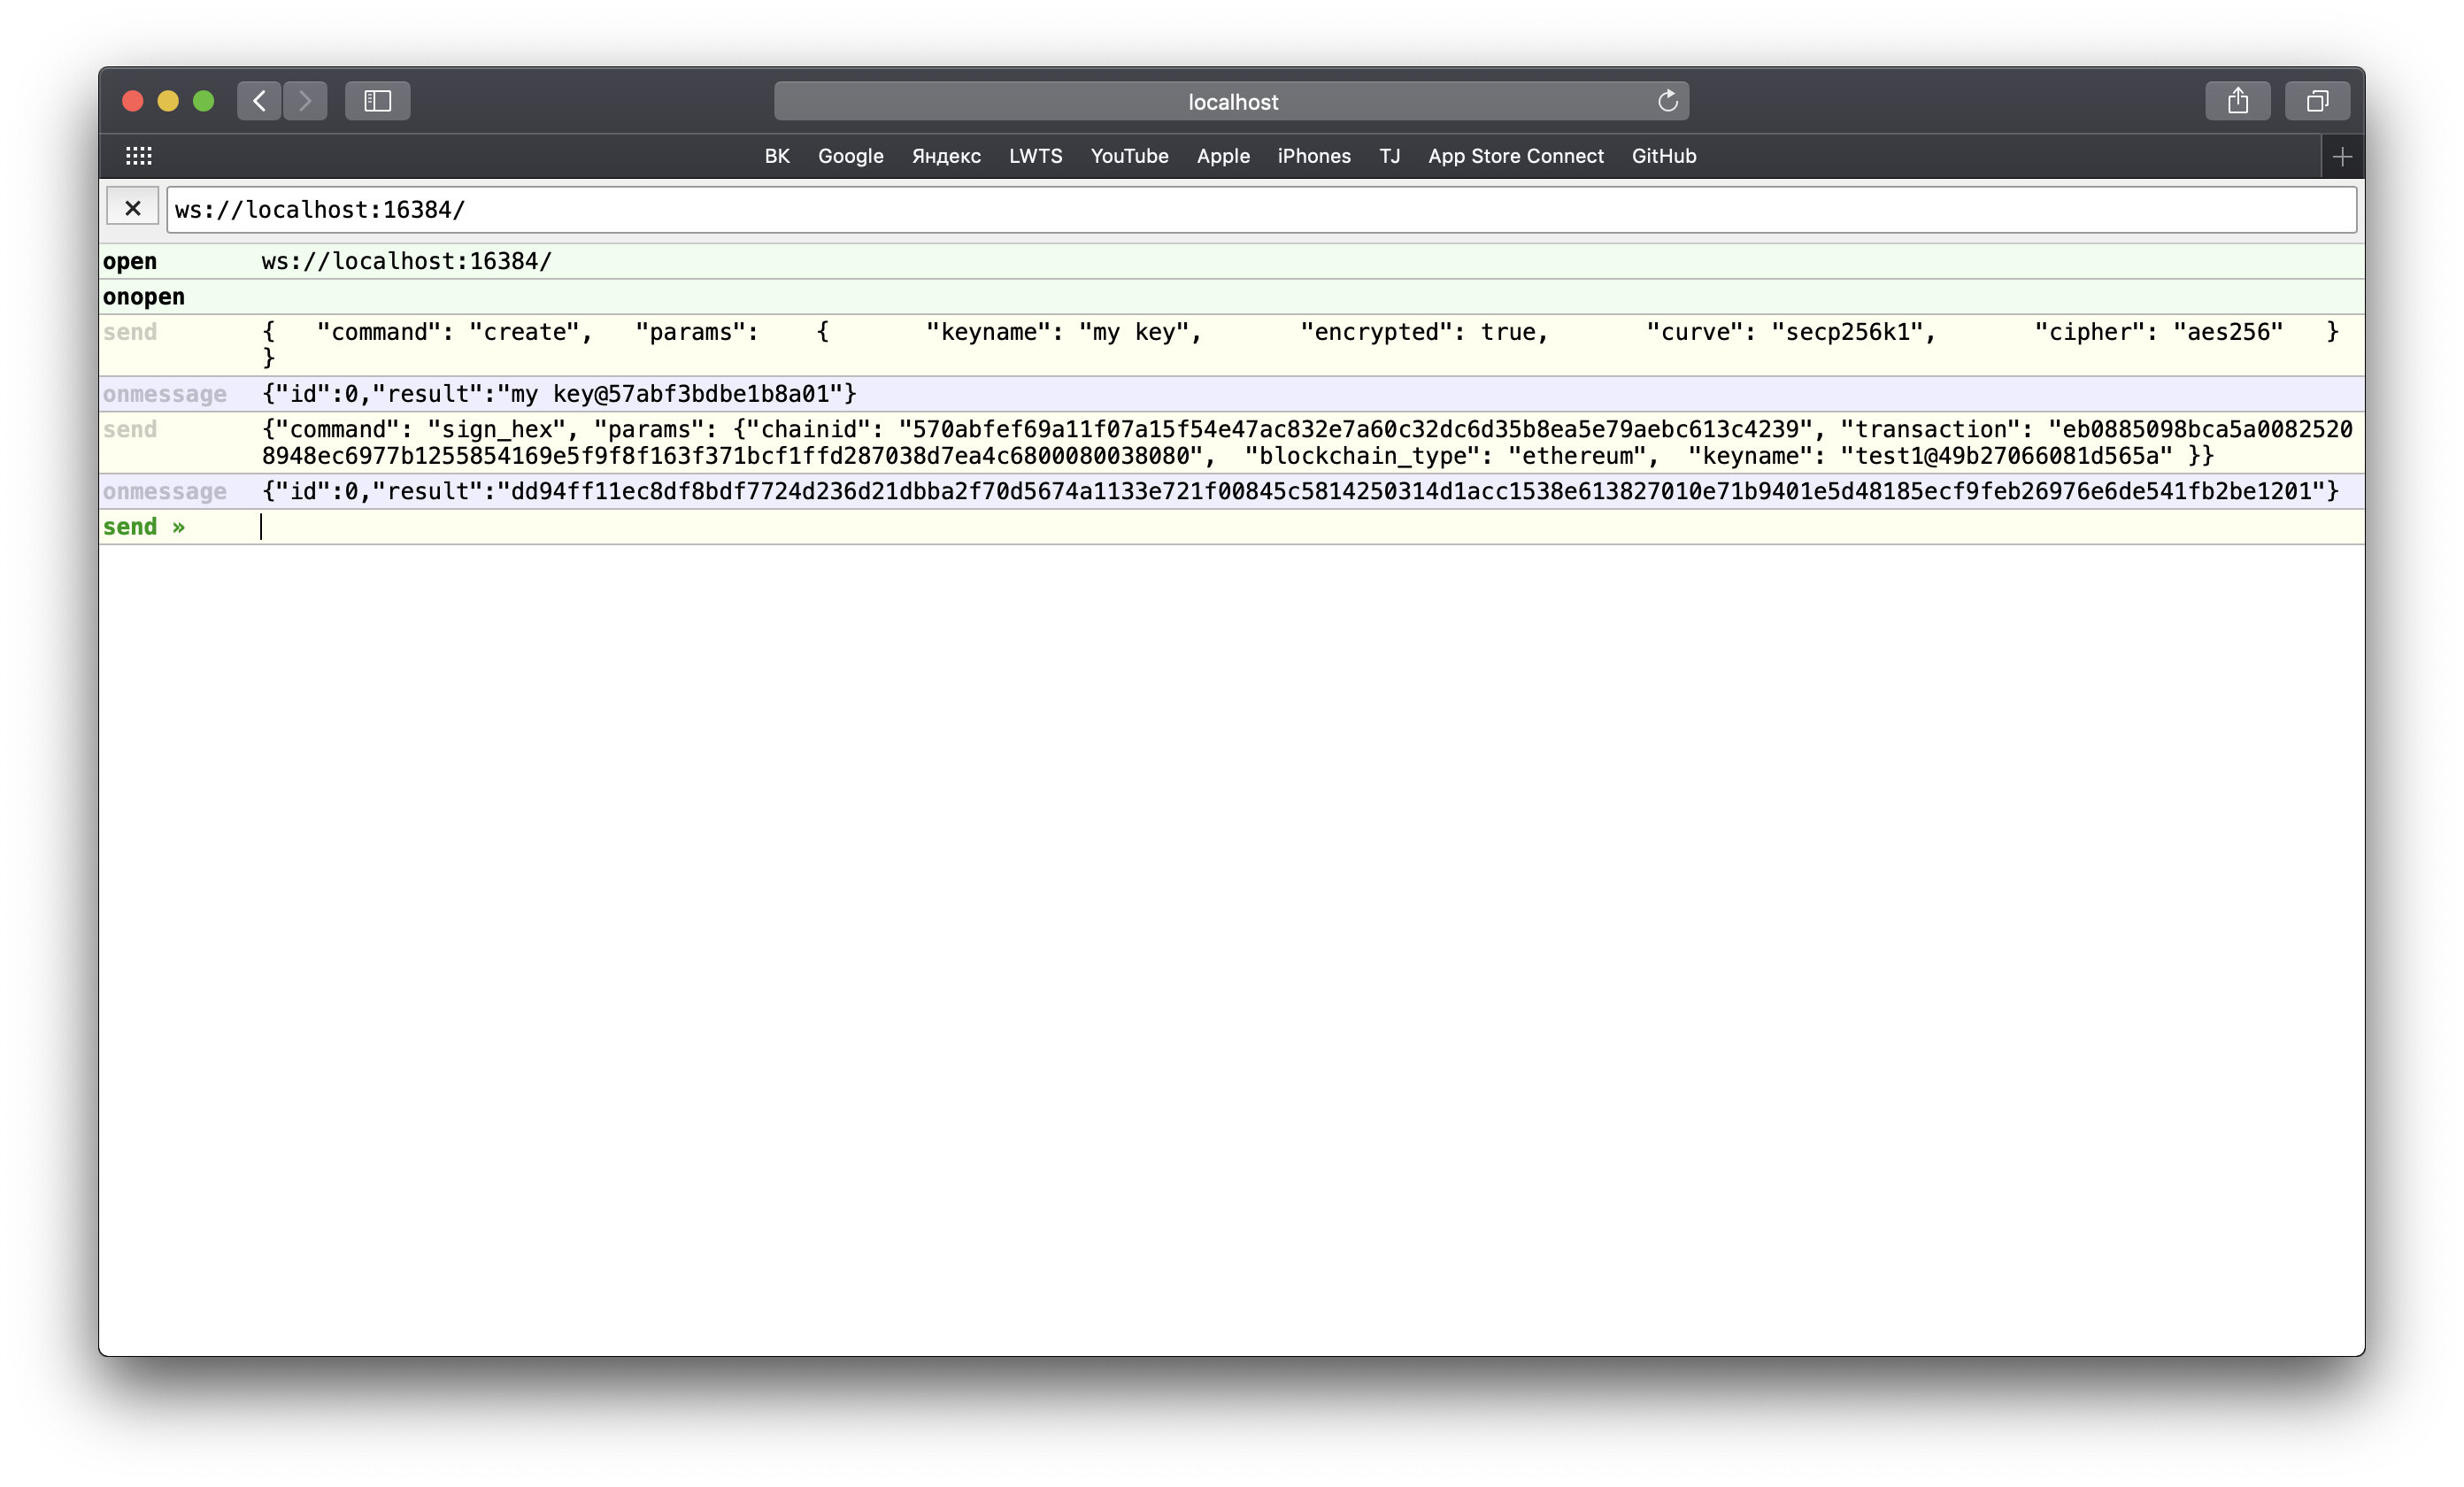 localhost
ВК Google Яндекс LWTS YouTube Apple iPhones TJ App Store Connect GitHub
ws://localhost:16384/
open ws://localhost:16384/
onopen
send { "command": "create", "params": { "keyname": "my key", "encrypted": true, "curve": "secp256k1", "cipher": "aes256" }
}
onmessage {"id":0,"result":"my key@57abf3bdbe1b8a01"}
send {"command": "sign_hex", "params": {"chainid": "570abfef69a11f07a15f54e47ac832e7a60c32dc6d35b8ea5e79aebc613c4239", "transaction": "eb0885098bca5a0082520
8948ec6977b1255854169e5f9f8f163f371bcf1ffd287038d7ea4c6800080038080", "blockchain_type": "ethereum", "keyname": "test1@49b27066081d565a" }}
onmessage {"id":0,"result":"dd94ff11ec8df8bdf7724d236d21dbba2f70d5674a1133e721f00845c5814250314d1acc1538e613827010e71b9401e5d48185ecf9feb26976e6de541fb2be1201"}
send »